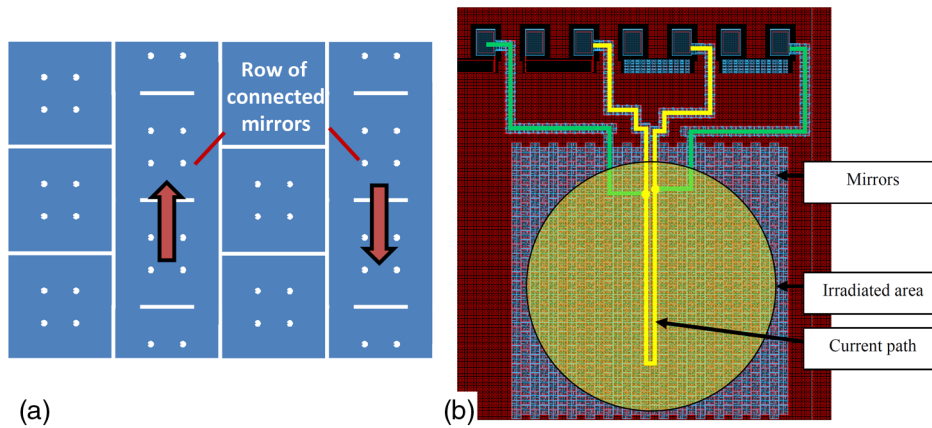 Row of
connected
mirrors
(a)
Mirrors
Irradiated area
Current path
(b)